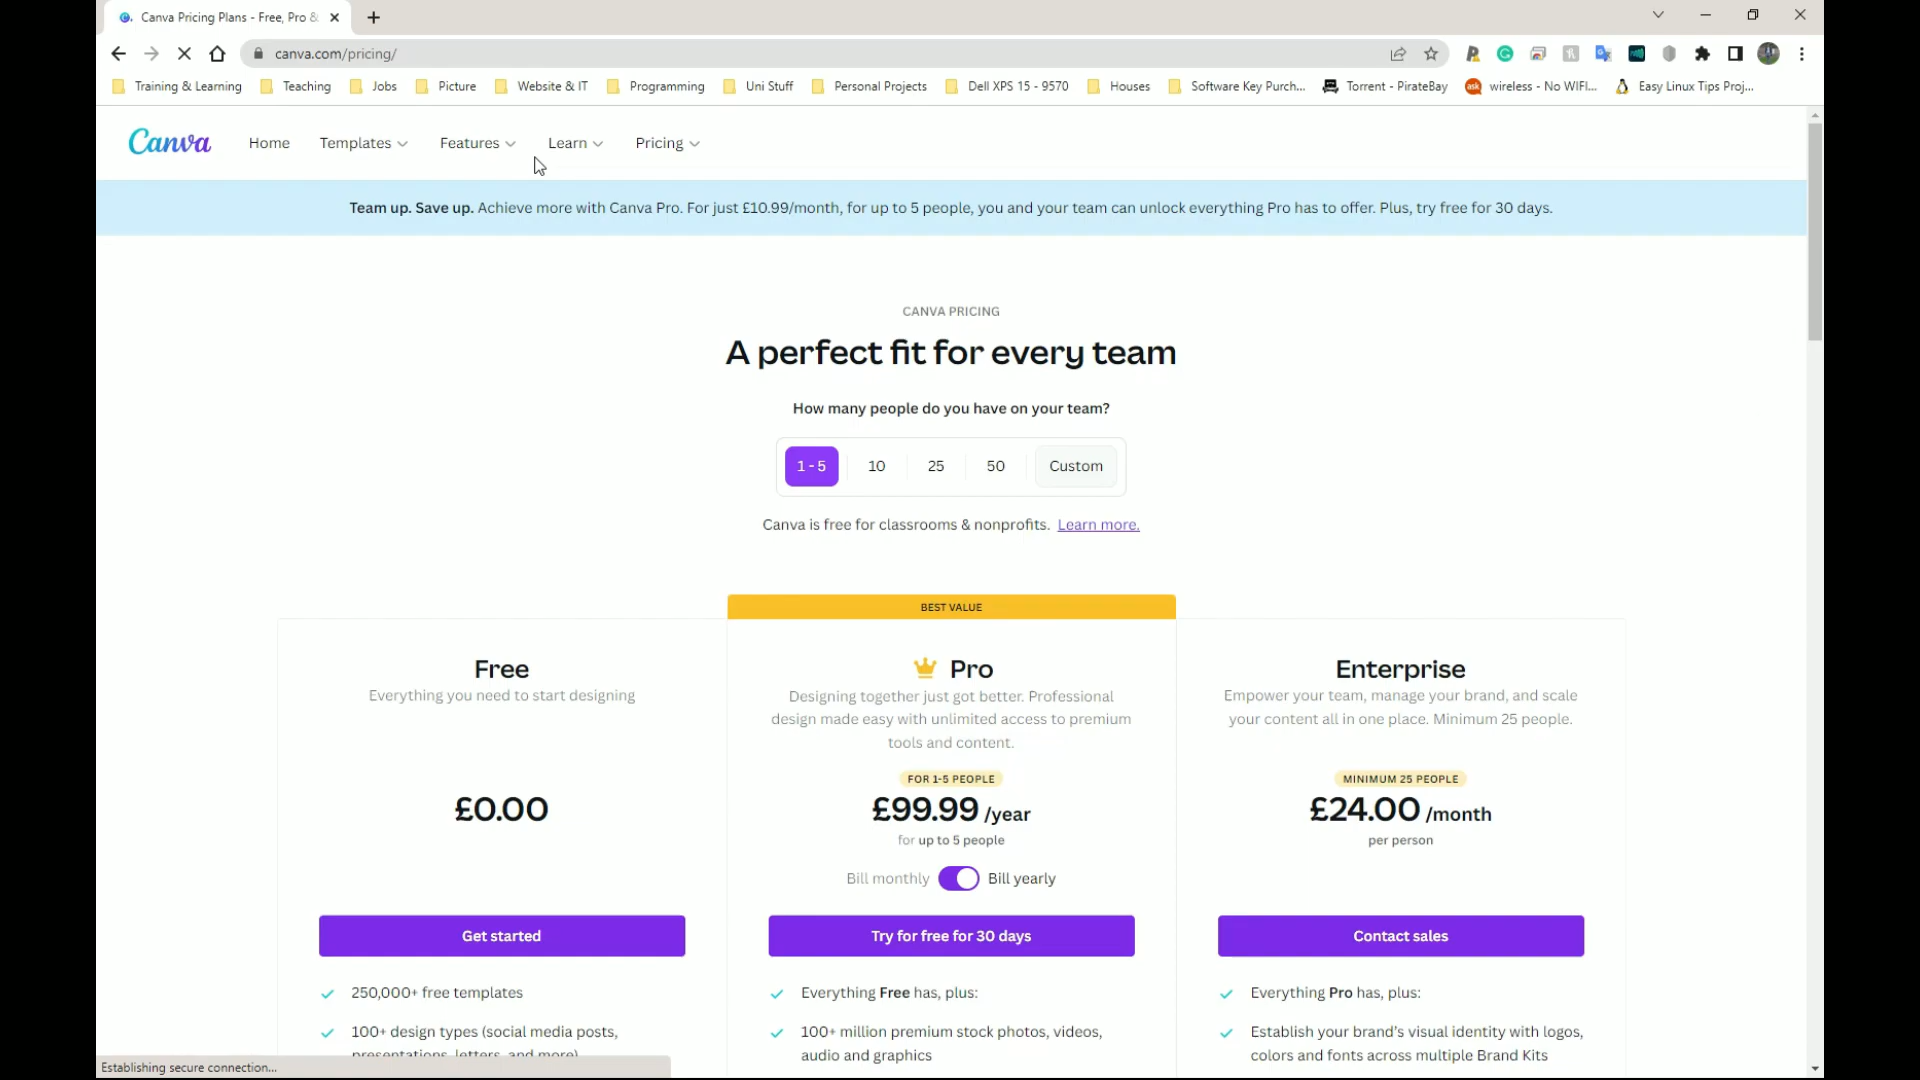 Canva Pricing Plans - Free, Pro &
canva.com/pricing/
Training & Learning Teaching Jobs Picture Website & IT Programming Uni Stuff Personal Projects Dell XPS 15 - 9570 Houses Software Key Purch... Torrent - PirateBay wireless - No WIFI... Easy Linux Tips Proj...
Canva Home Templates Features Learn Pricing
Team up. Save up. Achieve more with Canva Pro. For just £10.99/month, for up to 5 people, you and your team can unlock everything Pro has to offer. Plus, try free for 30 days.
CANVA PRICING
A perfect fit for every team
How many people do you have on your team?
1 - 5 10 25 50 Custom
Canva is free for classrooms & nonprofits. Learn more.
BEST VALUE
Free
Everything you need to start designing
£0.00
Get started
250,000+ free templates
100+ design types (social media posts,
presentations, letters, and more)
Pro
Designing together just got better. Professional
design made easy with unlimited access to premium
tools and content.
FOR 1-5 PEOPLE
£99.99 /year
for up to 5 people
Bill monthly Bill yearly
Try for free for 30 days
Everything Free has, plus:
100+ million premium stock photos, videos,
audio and graphics
Enterprise
Empower your team, manage your brand, and scale
your content all in one place. Minimum 25 people.
MINIMUM 25 PEOPLE
£24.00 /month
per person
Contact sales
Everything Pro has, plus:
Establish your brand's visual identity with logos,
colors and fonts across multiple Brand Kits
Establishing secure connection...